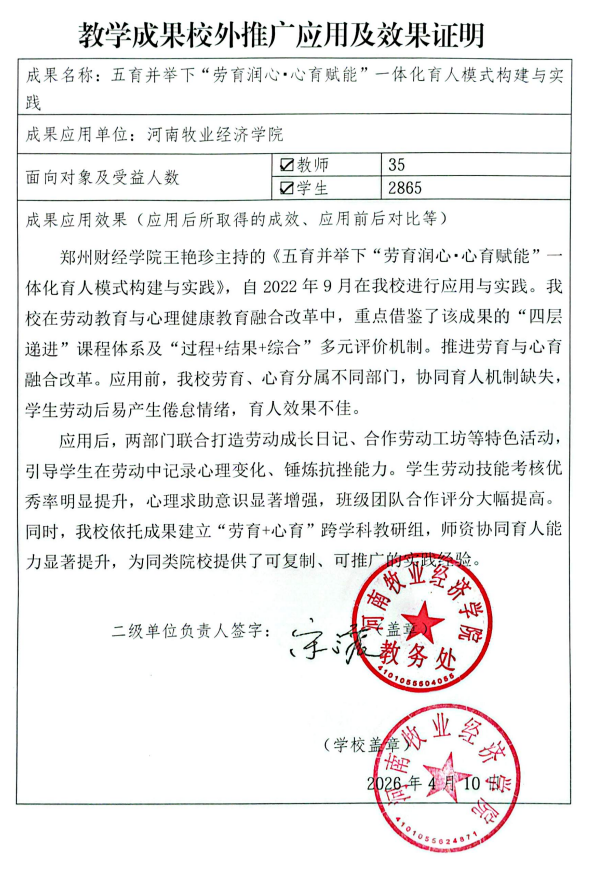 教学成果校外推广应用及效果证明
成果名称：五育并举下“劳育润心·心育赋能”一体化育人模式构建与实
践
成果应用单位：河南牧业经济学院
面向对象及受益人数
☑教师 35
☑学生 2865
成果应用效果（应用后所取得的成效、应用前后对比等）
郑州财经学院王艳珍主持的《五育并举下“劳育润心·心育赋能”一
体化育人模式构建与实践》，自 2022 年 9 月在我校进行应用与实践。我
校在劳动教育与心理健康教育融合改革中，重点借鉴了该成果的“四层
递进”课程体系及“过程+结果+综合”多元评价机制。推进劳育与心育
融合改革。应用前，我校劳育、心育分属不同部门，协同育人机制缺失，
学生劳动后易产生倦怠情绪，育人效果不佳。
应用后，两部门联合打造劳动成长日记、合作劳动工坊等特色活动，
引导学生在劳动中记录心理变化、锤炼抗挫能力。学生劳动技能考核优
秀率明显提升，心理求助意识显著增强，班级团队合作评分大幅提高。
同时，我校依托成果建立“劳育+心育”跨学科教研组，师资协同育人能
力显著提升，为同类院校提供了可复制、可推广的实践经验。
河南牧业经济学院
二级单位负责人签字： （盖章）
教务处
4101055504055
（学校盖章）
河南牧业经济学院
2026 年 4 月 10 日
4101055024871